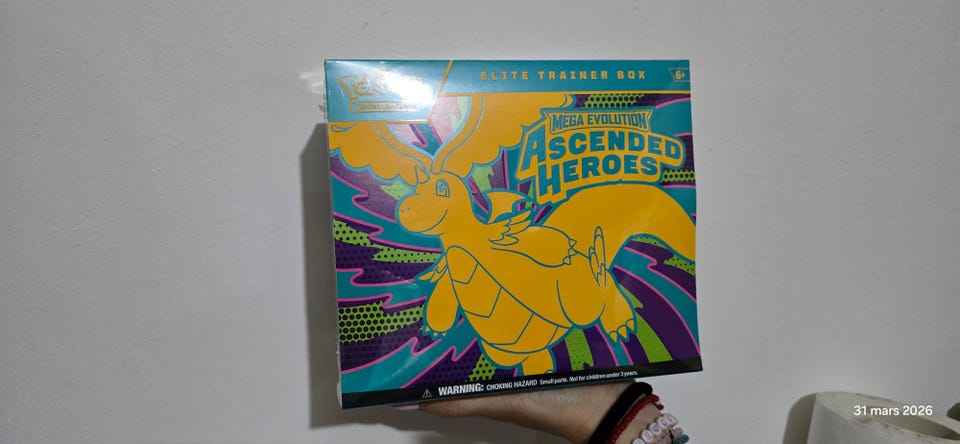 Pokémon
ELITE TRAINER BOX
6+
MEGA EVOLUTION
ASCENDED
HEROES
WARNING: CHOKING HAZARD Small parts. Not for children under 3 years.
31 mars 2026